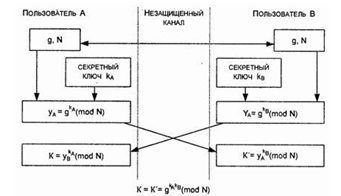 Пользователь А
Незащищенный канал
Пользователь В
g, N
g, N
СЕКРЕТНЫЙ КЛЮЧ kA
СЕКРЕТНЫЙ КЛЮЧ kB
yA = g^kA (mod N)
YA = g^kB (mod N)
K = yB^kA (mod N)
K' = yA^kB (mod N)
K = K' = g^kAkB (mod N)